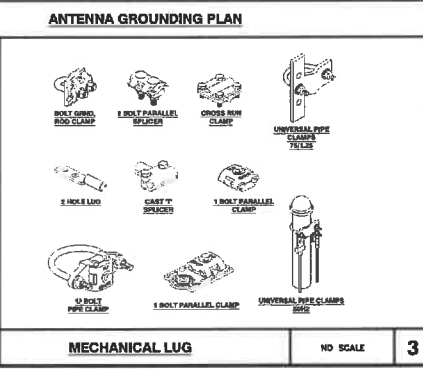 ANTENNA GROUNDING PLAN
BOLT GRND. 2 BOLT PARALLEL CROSS RUN
ROD CLAMP SPLICER CLAMP
UNIVERSAL PIPE
CLAMPS
75/1.25
2 HOLE LUG CAST 'T' 1 BOLT PARALLEL
SPLICER CLAMP
'U' BOLT
PIPE CLAMP
BOLT PARALLEL CLAMP
UNIVERSAL PIPE CLAMPS
MECHANICAL LUG
NO SCALE
3